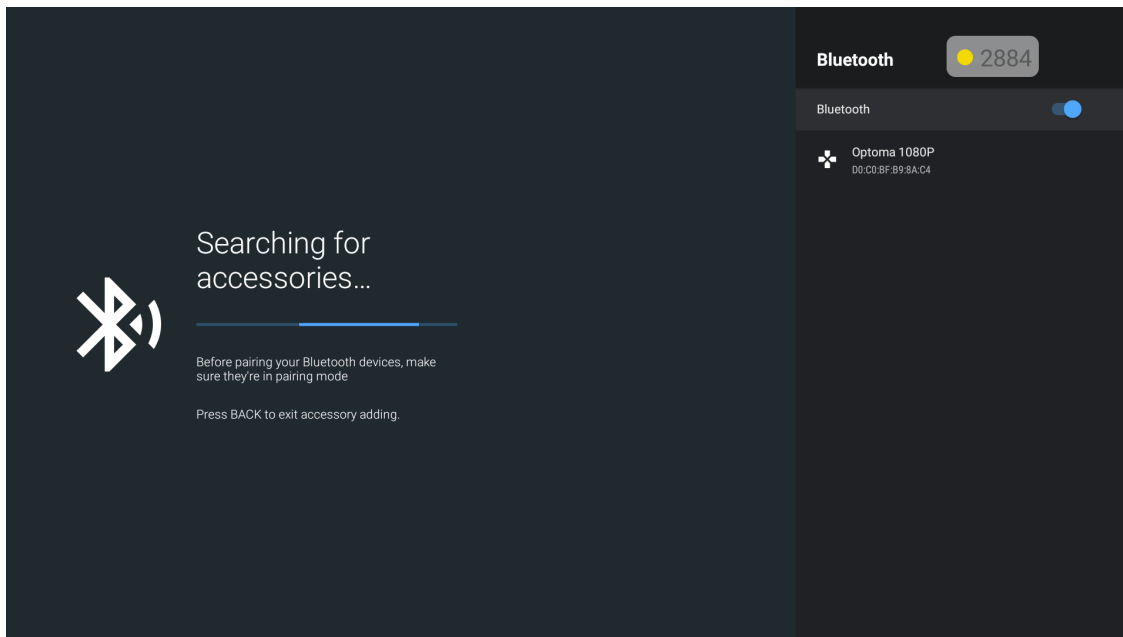 Bluetooth
2884
Bluetooth
Optoma 1080P
D0:C0:BF:B9:8A:C4
Searching for
accessories...
Before pairing your Bluetooth devices, make
sure they're in pairing mode
Press BACK to exit accessory adding.